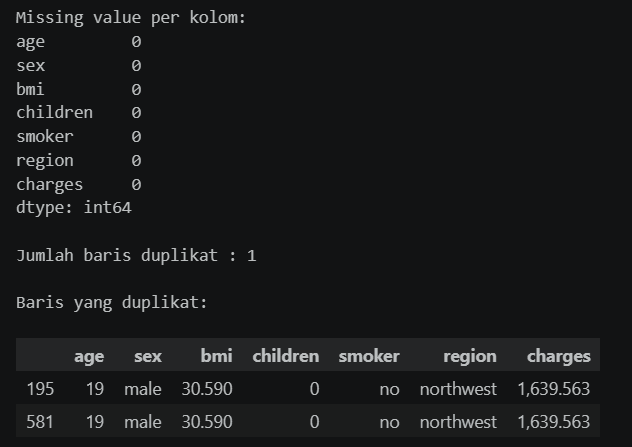 Missing value per kolom:
age 0
sex 0
bmi 0
children 0
smoker 0
region 0
charges 0
dtype: int64
Jumlah baris duplikat : 1
Baris yang duplikat:
age sex bmi children smoker region charges
195 19 male 30.590 0 no northwest 1,639.563
581 19 male 30.590 0 no northwest 1,639.563